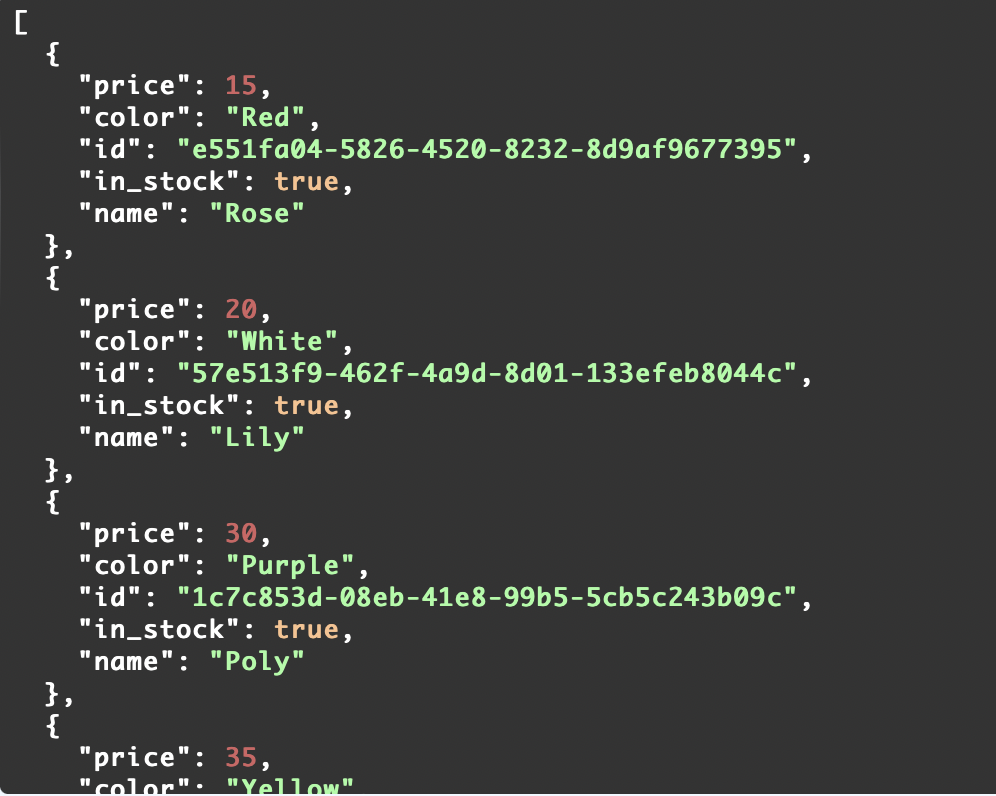 [
  {
    "price": 15,
    "color": "Red",
    "id": "e551fa04-5826-4520-8232-8d9af9677395",
    "in_stock": true,
    "name": "Rose"
  },
  {
    "price": 20,
    "color": "White",
    "id": "57e513f9-462f-4a9d-8d01-133efeb8044c",
    "in_stock": true,
    "name": "Lily"
  },
  {
    "price": 30,
    "color": "Purple",
    "id": "1c7c853d-08eb-41e8-99b5-5cb5c243b09c",
    "in_stock": true,
    "name": "Poly"
  },
  {
    "price": 35,
    "color": "Yellow"